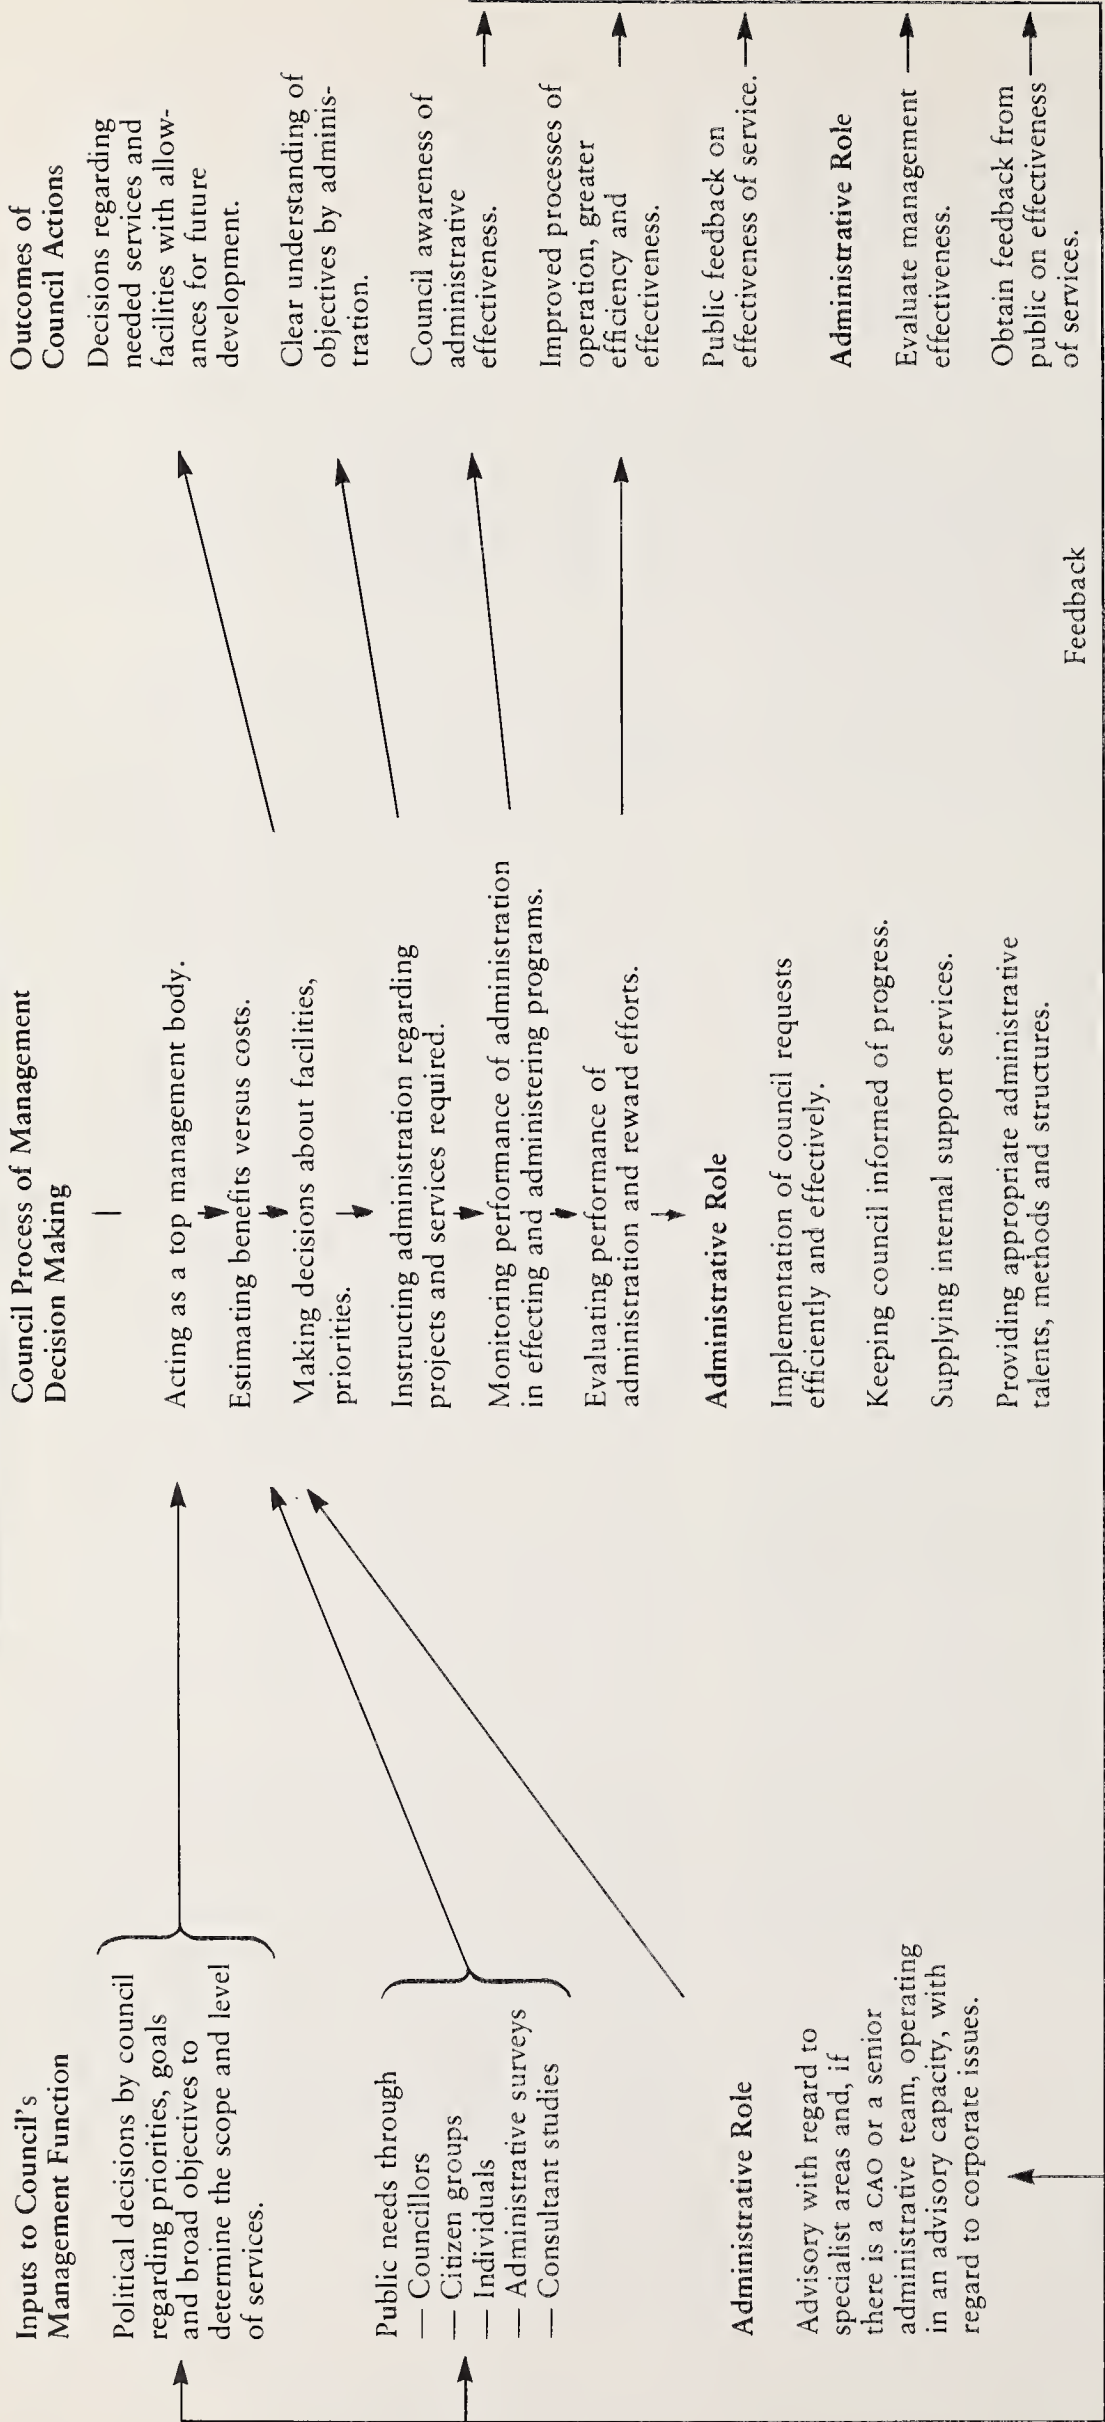 Inputs to Council's
Management Function
Political decisions by council
regarding priorities, goals
and broad objectives to
determine the scope and level
of services.
Public needs through
— Councillors
— Citizen groups
— Individuals
— Administrative surveys
— Consultant studies
Administrative Role
Advisory with regard to
specialist areas and, if
there is a CAO or a senior
administrative team, operating
in an advisory capacity, with
regard to corporate issues.
Council Process of Management
Decision Making
Acting as a top management body.
Estimating benefits versus costs.
Making decisions about facilities,
priorities.
Instructing administration regarding
projects and services required.
Monitoring performance of administration
in effecting and administering programs.
Evaluating performance of
administration and reward efforts.
Administrative Role
Implementation of council requests
efficiently and effectively.
Keeping council informed of progress.
Supplying internal support services.
Providing appropriate administrative
talents, methods and structures.
Outcomes of
Council Actions
Decisions regarding
needed services and
facilities with allow-
ances for future
development.
Clear understanding of
objectives by adminis-
tration.
Council awareness of
administrative
effectiveness.
Improved processes of
operation, greater
efficiency and
effectiveness.
Public feedback on
effectiveness of service.
Administrative Role
Evaluate management
effectiveness.
Obtain feedback from
public on effectiveness
of services.
Feedback